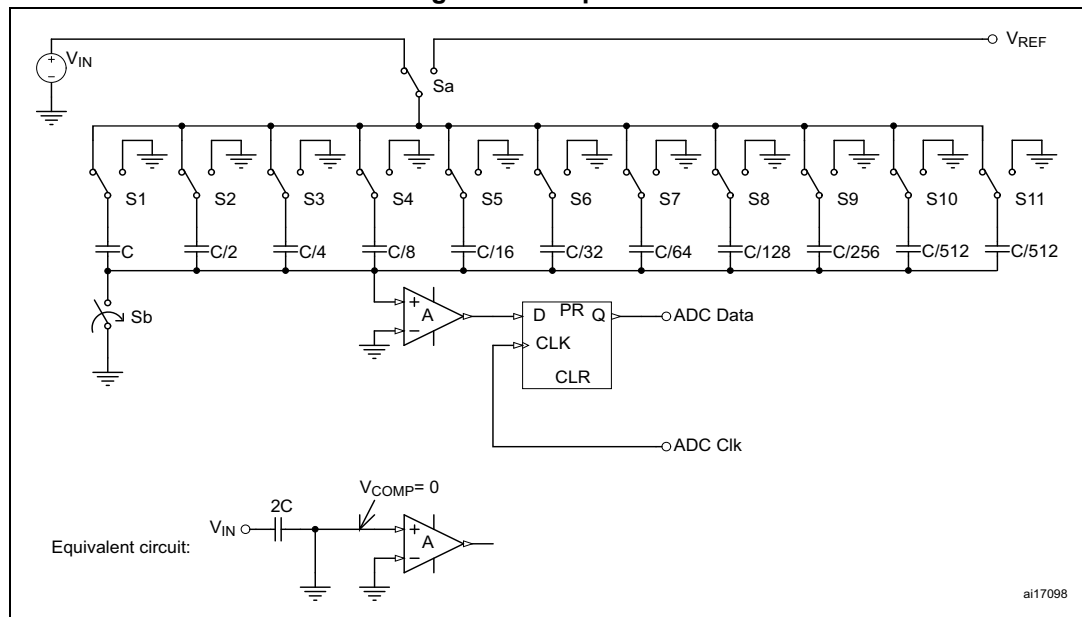 VIN
+
−
Sa
VREF
S1 S2 S3 S4 S5 S6 S7 S8 S9 S10 S11
C C/2 C/4 C/8 C/16 C/32 C/64 C/128 C/256 C/512 C/512
Sb
+
A
−
D PR Q
CLK
CLR
ADC Data
ADC Clk
VCOMP= 0
2C
VIN
+
A
−
Equivalent circuit:
ai17098